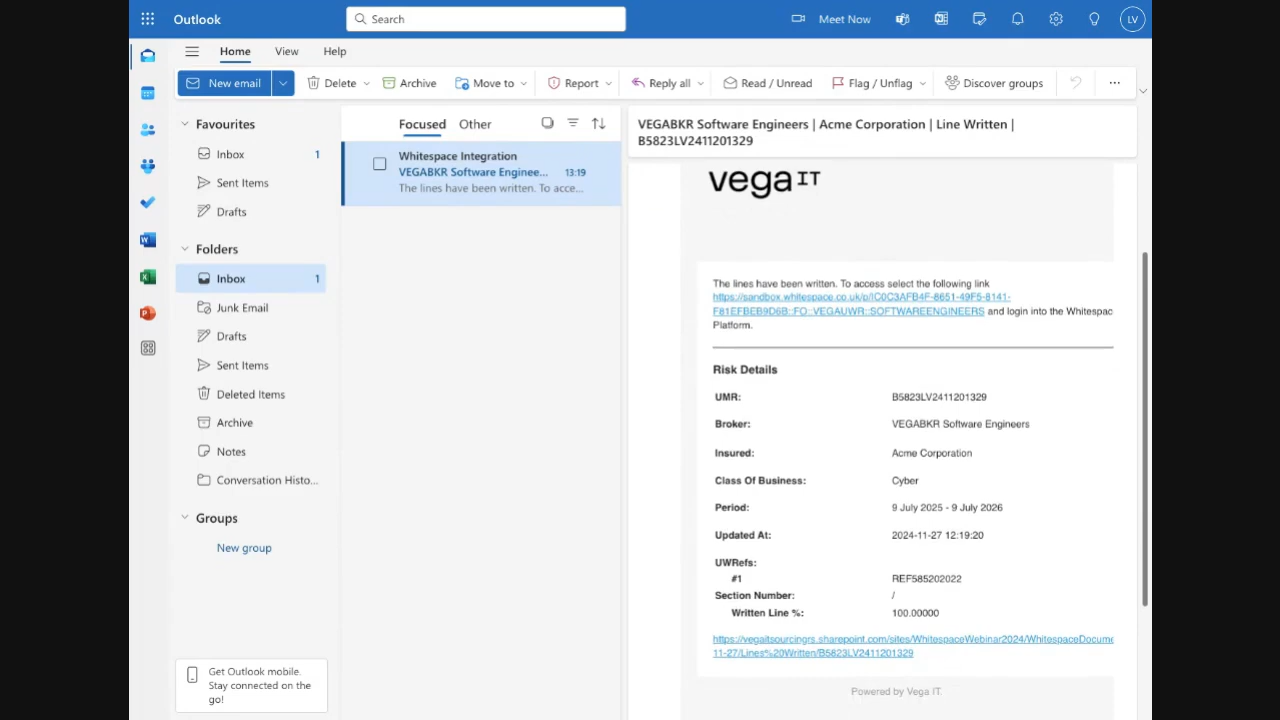 Outlook
Search
Meet Now
LV
Home
View
Help
New email
Delete
Archive
Move to
Report
Reply all
Read / Unread
Flag / Unflag
Discover groups
Favourites
Inbox 1
Sent Items
Drafts
Folders
Inbox 1
Junk Email
Drafts
Sent Items
Deleted Items
Archive
Notes
Conversation Histo...
Groups
New group
Get Outlook mobile.
Stay connected on the
go!
Focused
Other
Whitespace Integration
VEGABKR Software Enginee... 13:19
The lines have been written. To acce...
VEGABKR Software Engineers | Acme Corporation | Line Written |
B5823LV2411201329
vega IT
The lines have been written. To access select the following link
https://sandbox.whitespace.co.uk/p/IC0C3AFB4F-8651-49F5-8141-
F81EFBEB9D6B::FO::VEGAUWR::SOFTWAREENGINEERS and login into the Whitespac
Platform.
Risk Details
UMR: B5823LV2411201329
Broker: VEGABKR Software Engineers
Insured: Acme Corporation
Class Of Business: Cyber
Period: 9 July 2025 - 9 July 2026
Updated At: 2024-11-27 12:19:20
UWRefs:
#1 REF585202022
Section Number: /
Written Line %: 100.00000
https://vegaitsourcingrs.sharepoint.com/sites/WhitespaceWebinar2024/WhitespaceDocume
11-27/Lines%20Written/B5823LV2411201329
Powered by Vega IT.